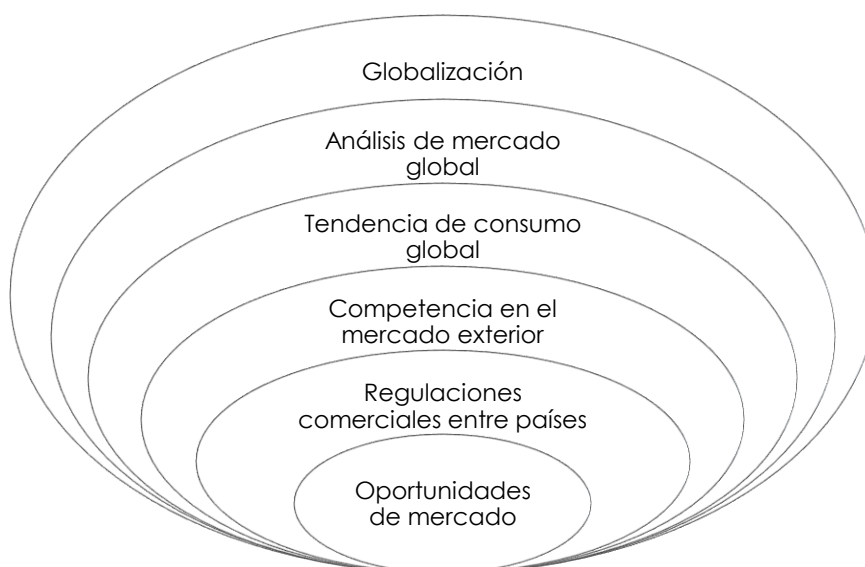 Globalización
Análisis de mercado
global
Tendencia de consumo
global
Competencia en el
mercado exterior
Regulaciones
comerciales entre países
Oportunidades
de mercado